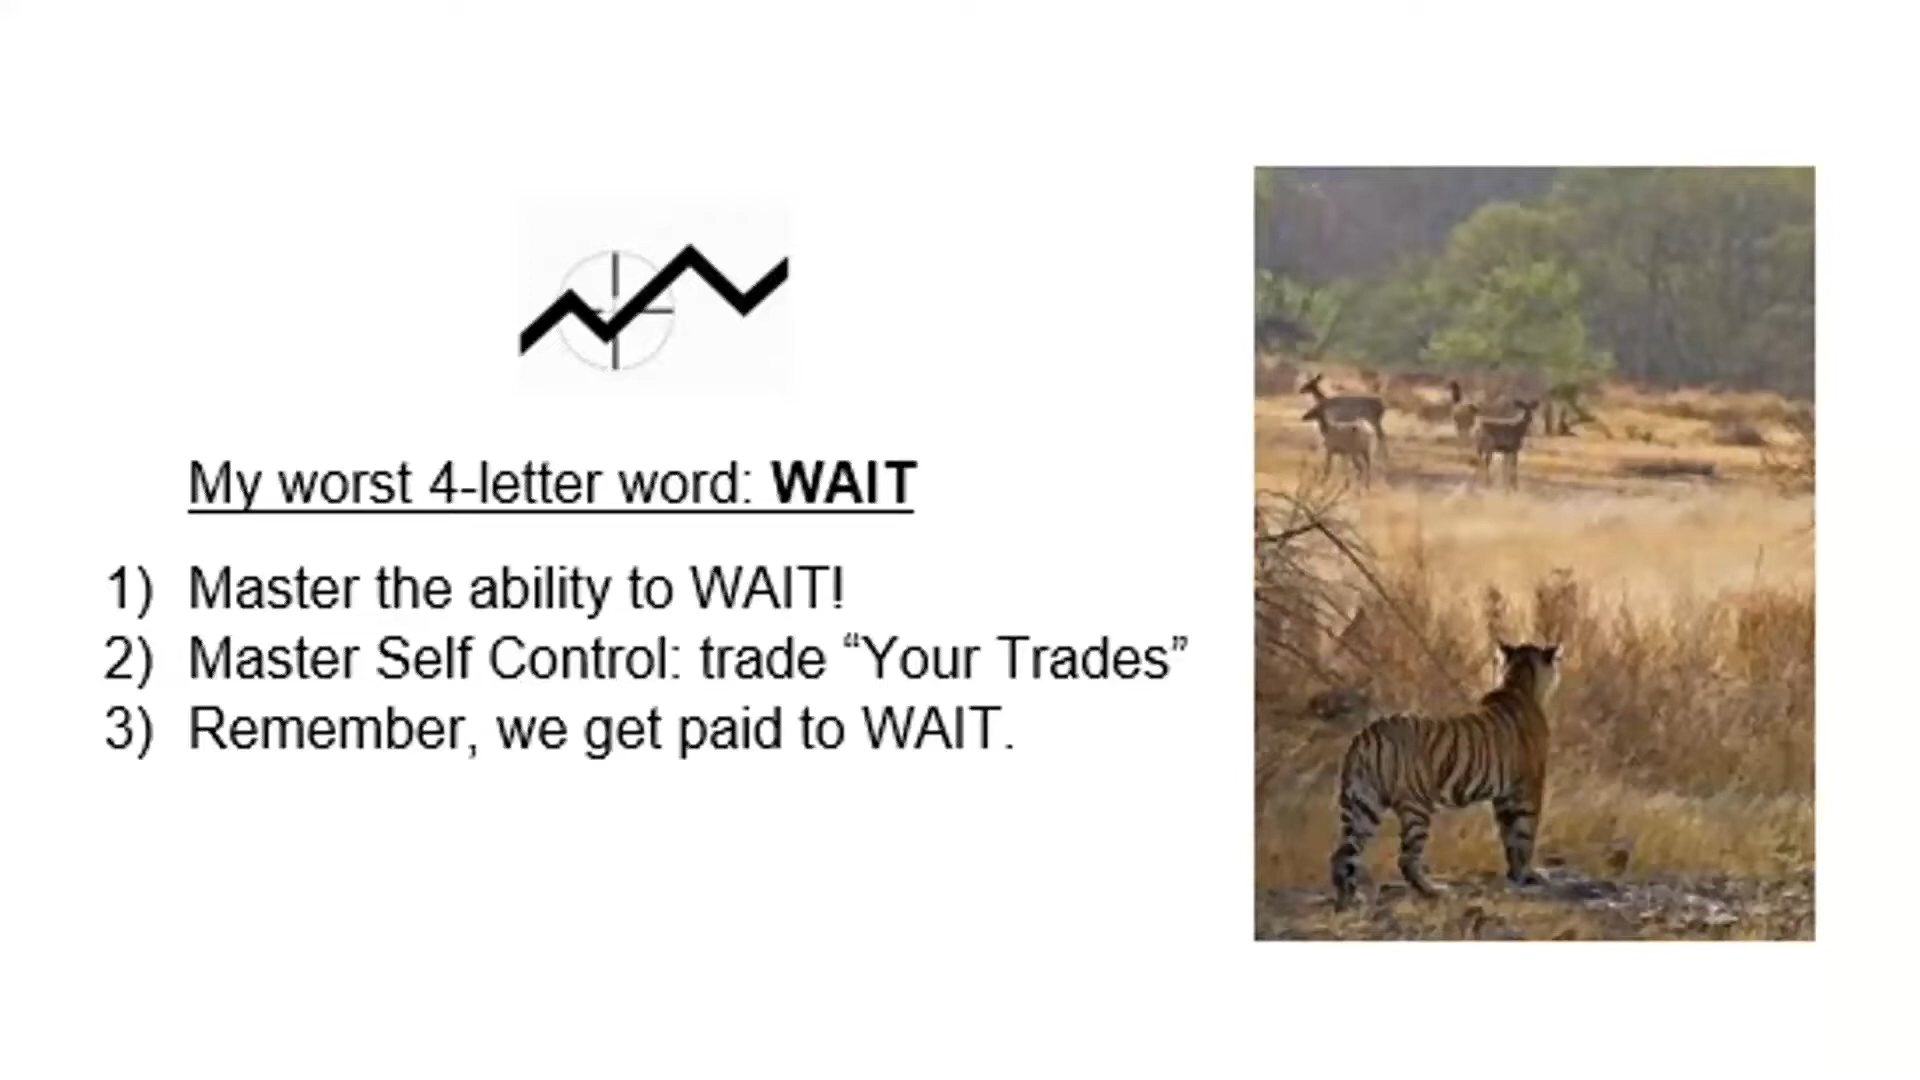 My worst 4-letter word: WAIT
1) Master the ability to WAIT!
2) Master Self Control: trade “Your Trades”
3) Remember, we get paid to WAIT.